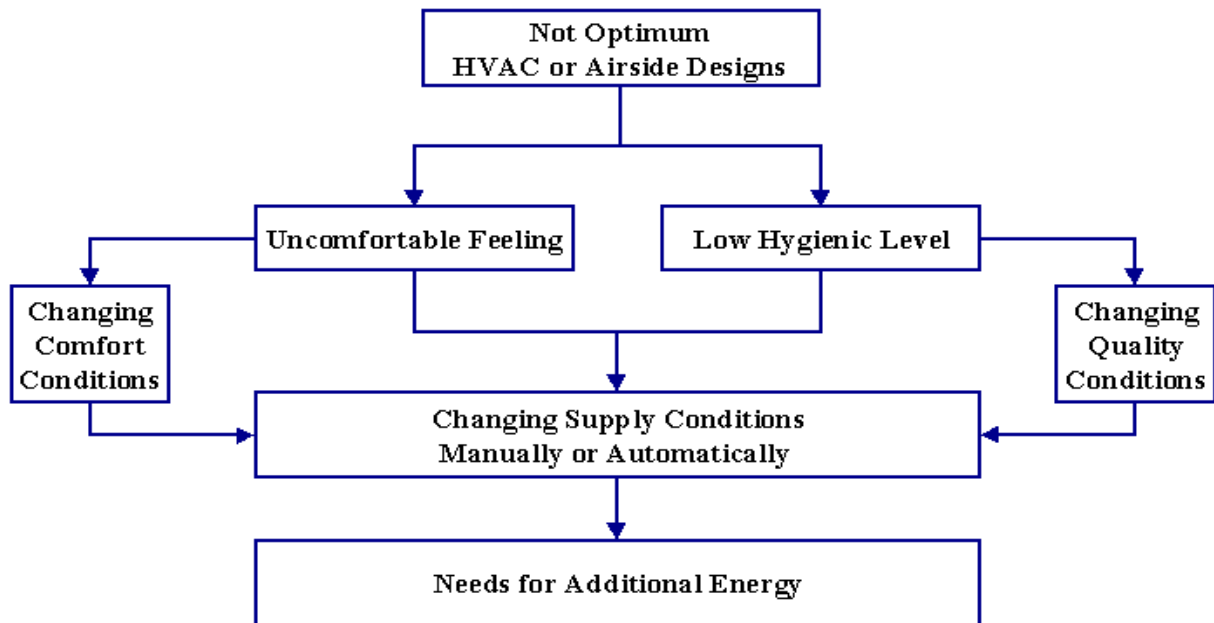 Not Optimum
HVAC or Airside Designs
Uncomfortable Feeling
Low Hygienic Level
Changing
Comfort
Conditions
Changing
Quality
Conditions
Changing Supply Conditions
Manually or Automatically
Needs for Additional Energy